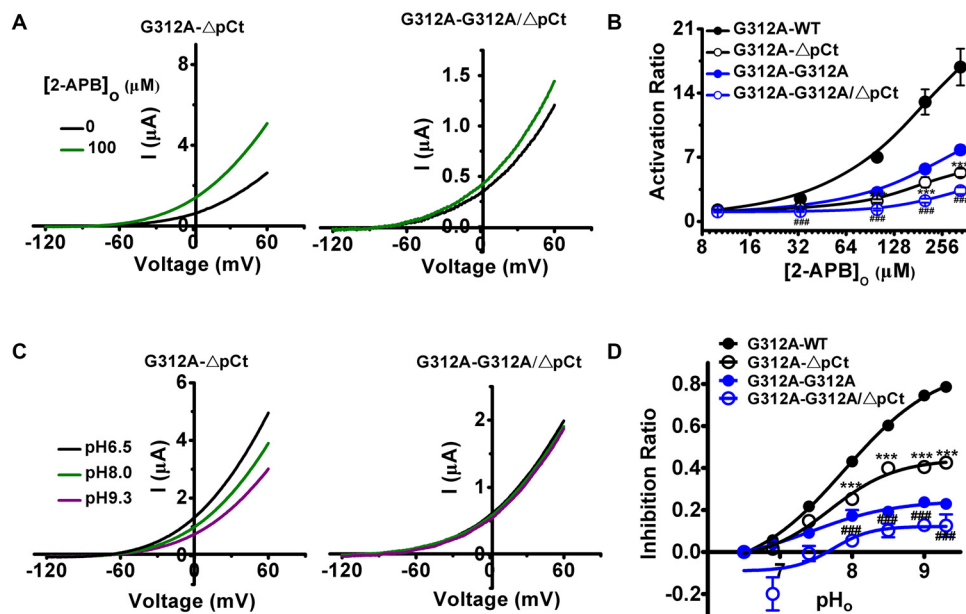 A
G312A-△pCt
[2-APB]O (μM)
0
100
I (μA)
8
4
0
-120 -60 0 60
Voltage (mV)
G312A-G312A/△pCt
I (μA)
1.5
1.0
0.5
0.0
-120 -60 0 60
Voltage (mV)
B
G312A-WT
G312A-△pCt
G312A-G312A
G312A-G312A/△pCt
Activation Ratio
21
14
7
0
***
***
***
###
###
###
###
8 16 32 64 128 256
[2-APB]O (μM)
C
G312A-△pCt
pH6.5
pH8.0
pH9.3
I (μA)
6
4
2
0
-120 -60 0 60
Voltage (mV)
G312A-G312A/△pCt
I (μA)
2
1
0
-120 -60 0 60
Voltage (mV)
D
G312A-WT
G312A-△pCt
G312A-G312A
G312A-G312A/△pCt
Inhibition Ratio
0.8
0.6
0.4
0.2
0.0
-0.2
*** *** *** ***
### ### ### ###
7 8 9
pHO